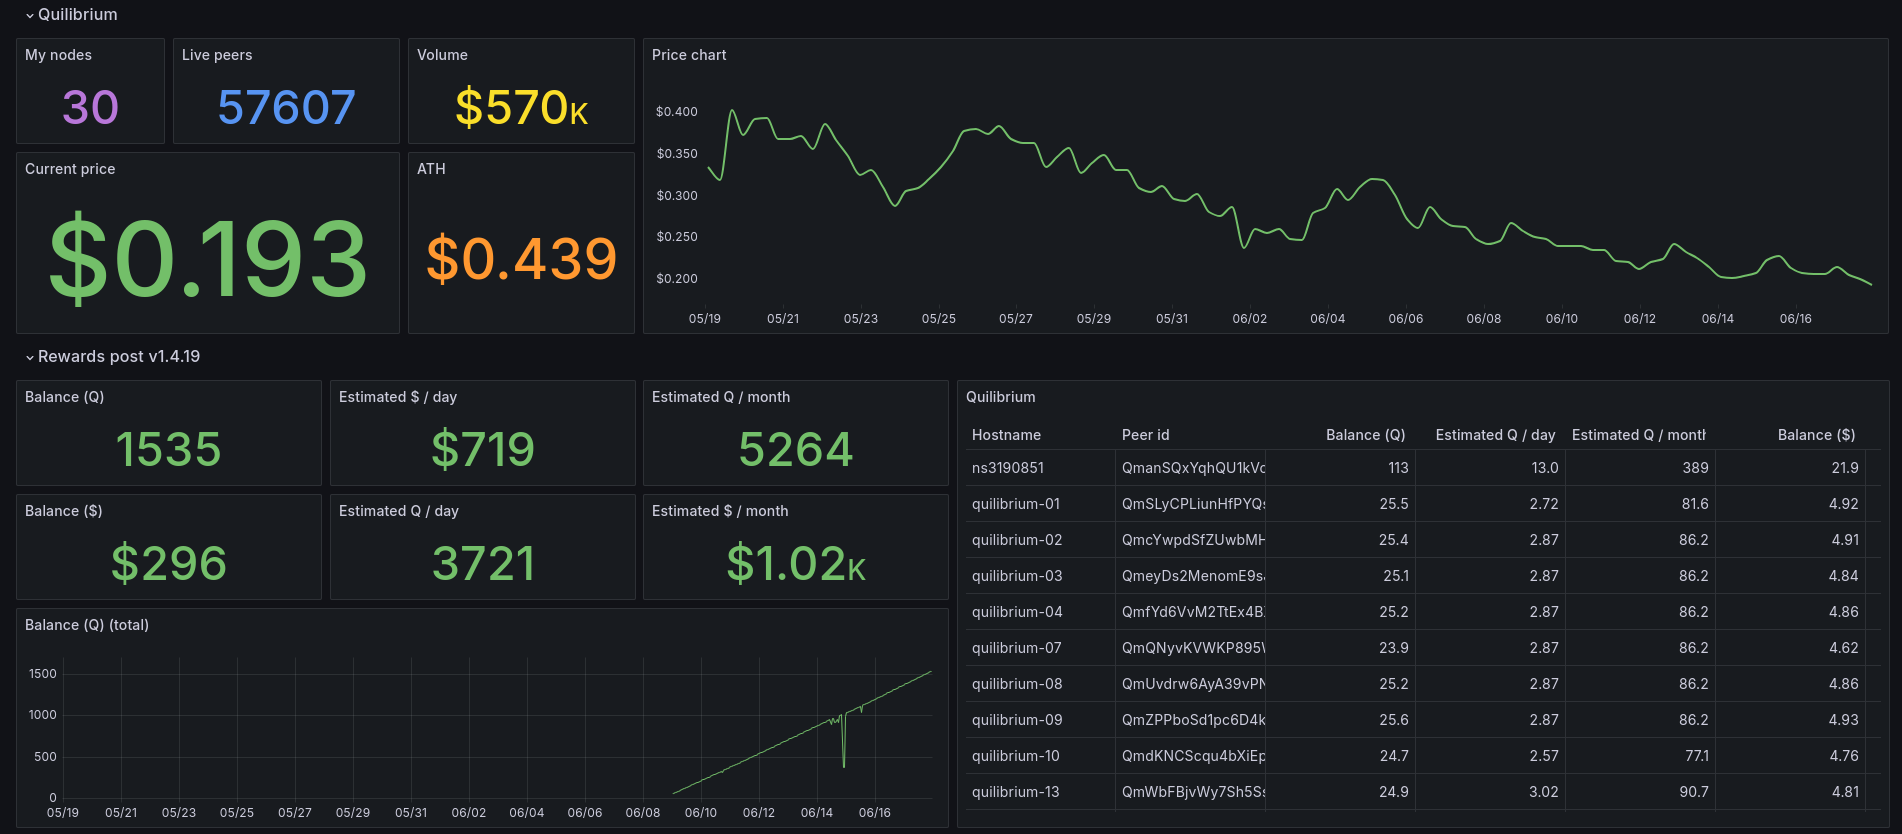 Quilibrium
My nodes
30
Live peers
57607
Volume
$570K
Current price
$0.193
ATH
$0.439
Price chart
$0.400
$0.350
$0.300
$0.250
$0.200
05/19 05/21 05/23 05/25 05/27 05/29 05/31 06/02 06/04 06/06 06/08 06/10 06/12 06/14 06/16
Rewards post v1.4.19
Balance (Q)
1535
Estimated $ / day
$719
Estimated Q / month
5264
Balance ($)
$296
Estimated Q / day
3721
Estimated $ / month
$1.02K
Balance (Q) (total)
1500
1000
500
0
05/19 05/21 05/23 05/25 05/27 05/29 05/31 06/02 06/04 06/06 06/08 06/10 06/12 06/14 06/16
Quilibrium
Hostname Peer id Balance (Q) Estimated Q / day Estimated Q / month Balance ($)
ns3190851 QmanSQxYqhQU1kVc 113 13.0 389 21.9
quilibrium-01 QmSLyCPLiunHfPYQs 25.5 2.72 81.6 4.92
quilibrium-02 QmcYwpdSfZUwbMH 25.4 2.87 86.2 4.91
quilibrium-03 QmeyDs2MenomE9s 25.1 2.87 86.2 4.84
quilibrium-04 QmfYd6VvM2TtEx4B 25.2 2.87 86.2 4.86
quilibrium-07 QmQNyvKVWKP895 23.9 2.87 86.2 4.62
quilibrium-08 QmUvdrw6AyA39vPN 25.2 2.87 86.2 4.86
quilibrium-09 QmZPPboSd1pc6D4k 25.6 2.87 86.2 4.93
quilibrium-10 QmdKNCScqu4bXiEp 24.7 2.57 77.1 4.76
quilibrium-13 QmWbFBjvWy7Sh5Ss 24.9 3.02 90.7 4.81